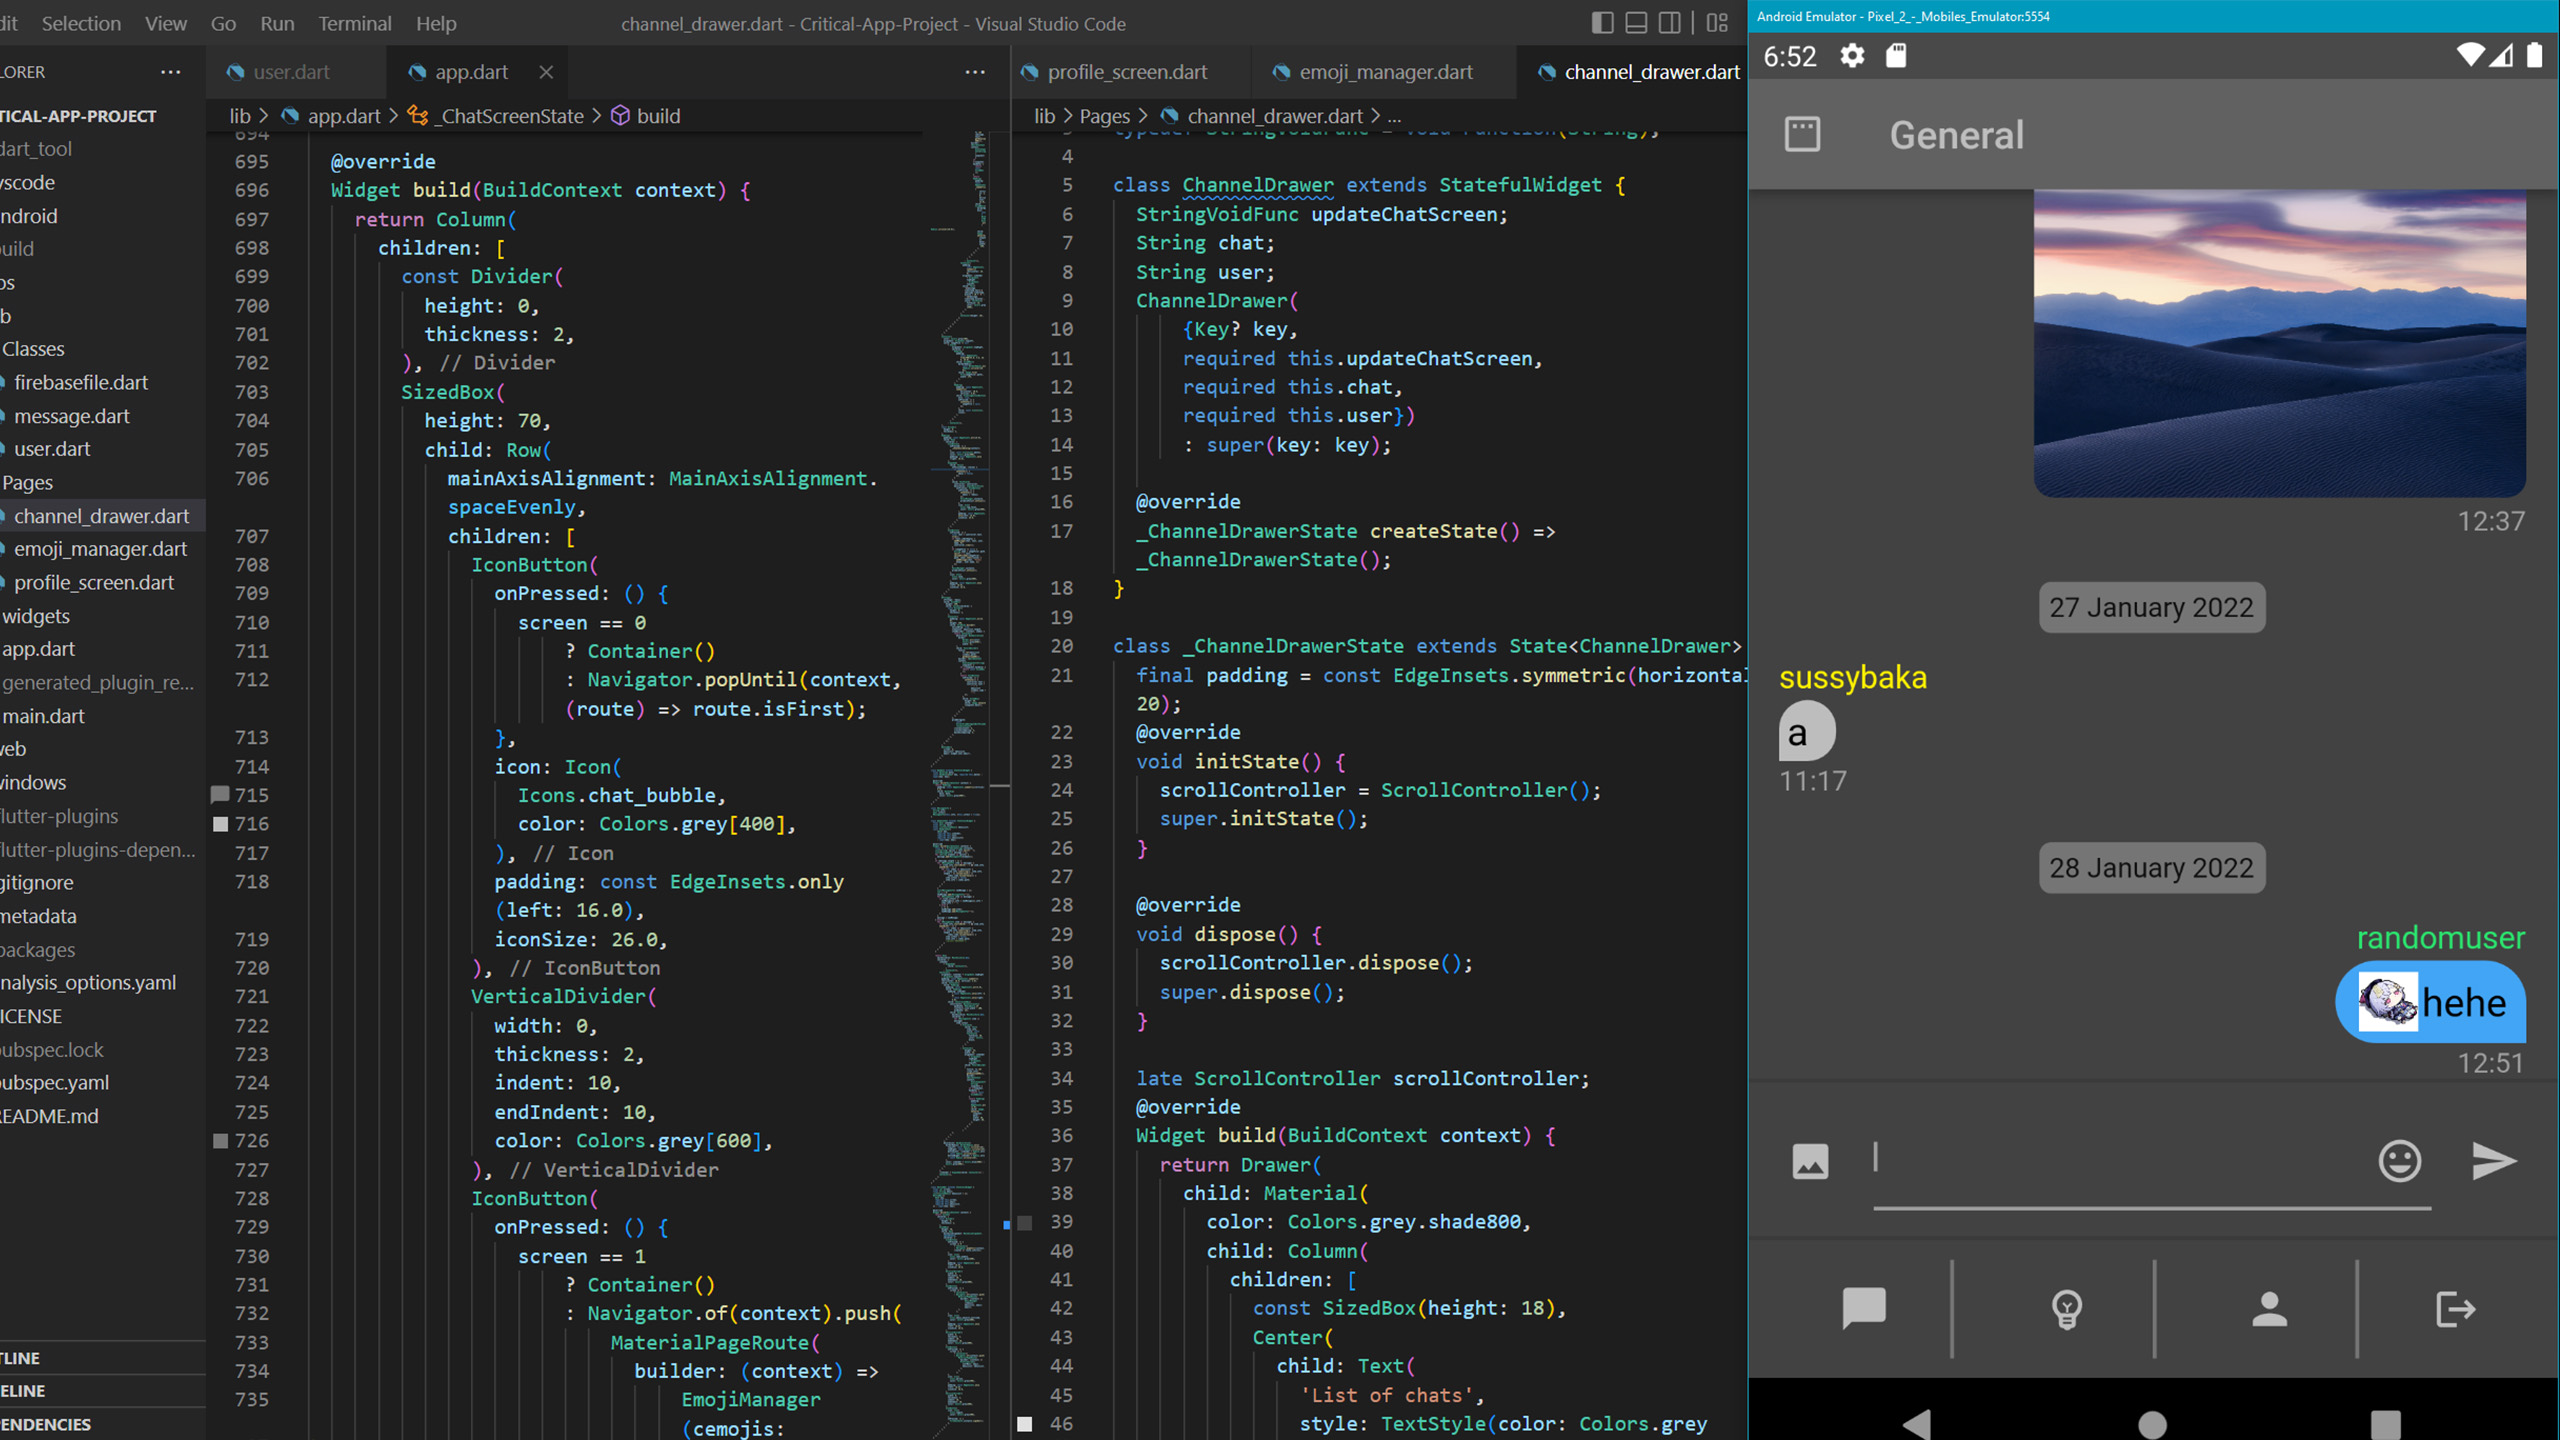 dit Selection View Go Run Terminal Help channel_drawer.dart - Critical-App-Project - Visual Studio Code
LORER
TICAL-APP-PROJECT
dart_tool
vscode
ndroid
uild
os
b
Classes
firebasefile.dart
message.dart
user.dart
Pages
channel_drawer.dart
emoji_manager.dart
profile_screen.dart
widgets
app.dart
generated_plugin_re...
main.dart
veb
windows
flutter-plugins
flutter-plugins-depen...
gitignore
metadata
packages
nalysis_options.yaml
ICENSE
ubspec.lock
ubspec.yaml
README.md
TLINE
ELINE
PENDENCIES
user.dart app.dart
lib > app.dart > _ChatScreenState > build
694
695 @override
696 Widget build(BuildContext context) {
697 return Column(
698 children: [
699 const Divider(
700 height: 0,
701 thickness: 2,
702 ), // Divider
703 SizedBox(
704 height: 70,
705 child: Row(
706 mainAxisAlignment: MainAxisAlignment.
spaceEvenly,
707 children: [
708 IconButton(
709 onPressed: () {
710 screen == 0
711 ? Container()
712 : Navigator.popUntil(context,
(route) => route.isFirst);
713 },
714 icon: Icon(
715 Icons.chat_bubble,
716 color: Colors.grey[400],
717 ), // Icon
718 padding: const EdgeInsets.only
(left: 16.0),
719 iconSize: 26.0,
720 ), // IconButton
721 VerticalDivider(
722 width: 0,
723 thickness: 2,
724 indent: 10,
725 endIndent: 10,
726 color: Colors.grey[600],
727 ), // VerticalDivider
728 IconButton(
729 onPressed: () {
730 screen == 1
731 ? Container()
732 : Navigator.of(context).push(
733 MaterialPageRoute(
734 builder: (context) =>
735 EmojiManager
(cemojis:
profile_screen.dart emoji_manager.dart channel_drawer.dart
lib > Pages > channel_drawer.dart > ...
3 typedef StringVoidFunc = void Function(String);
4
5 class ChannelDrawer extends StatefulWidget {
6 StringVoidFunc updateChatScreen;
7 String chat;
8 String user;
9 ChannelDrawer(
10 {Key? key,
11 required this.updateChatScreen,
12 required this.chat,
13 required this.user})
14 : super(key: key);
15
16 @override
17 _ChannelDrawerState createState() =>
_ChannelDrawerState();
18 }
19
20 class _ChannelDrawerState extends State<ChannelDrawer>
21 final padding = const EdgeInsets.symmetric(horizontal
20);
22 @override
23 void initState() {
24 scrollController = ScrollController();
25 super.initState();
26 }
27
28 @override
29 void dispose() {
30 scrollController.dispose();
31 super.dispose();
32 }
33
34 late ScrollController scrollController;
35 @override
36 Widget build(BuildContext context) {
37 return Drawer(
38 child: Material(
39 color: Colors.grey.shade800,
40 child: Column(
41 children: [
42 const SizedBox(height: 18),
43 Center(
44 child: Text(
45 'List of chats',
46 style: TextStyle(color: Colors.grey
Android Emulator - Pixel_2_-_Mobiles_Emulator:5554
6:52
General
12:37
27 January 2022
sussybaka
a
11:17
28 January 2022
randomuser
hehe
12:51